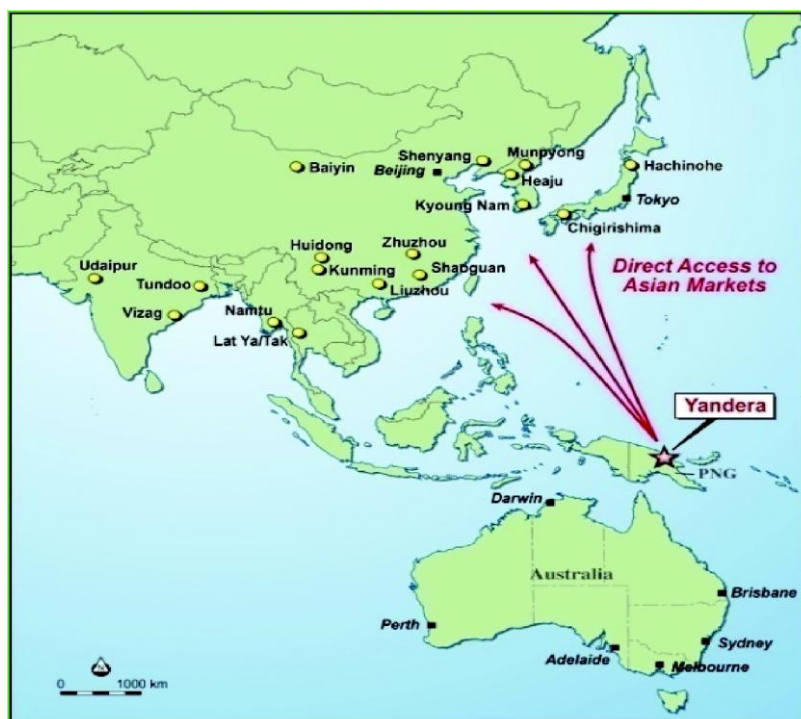 Shenyang
Munpyong
Baiyin
Beijing
Heaju
Hachinohe
Kyoung Nam
Tokyo
Chigirishima
Huidong
Zhuzhou
Udaipur
Kunming
Shaoguan
Direct Access to
Asian Markets
Tundoo
Liuzhou
Vizag
Namtu
Lat Ya/Tak
Yandera
PNG
Darwin
Australia
Brisbane
Perth
Sydney
Adelaide
Melbourne
N
0 1000 km